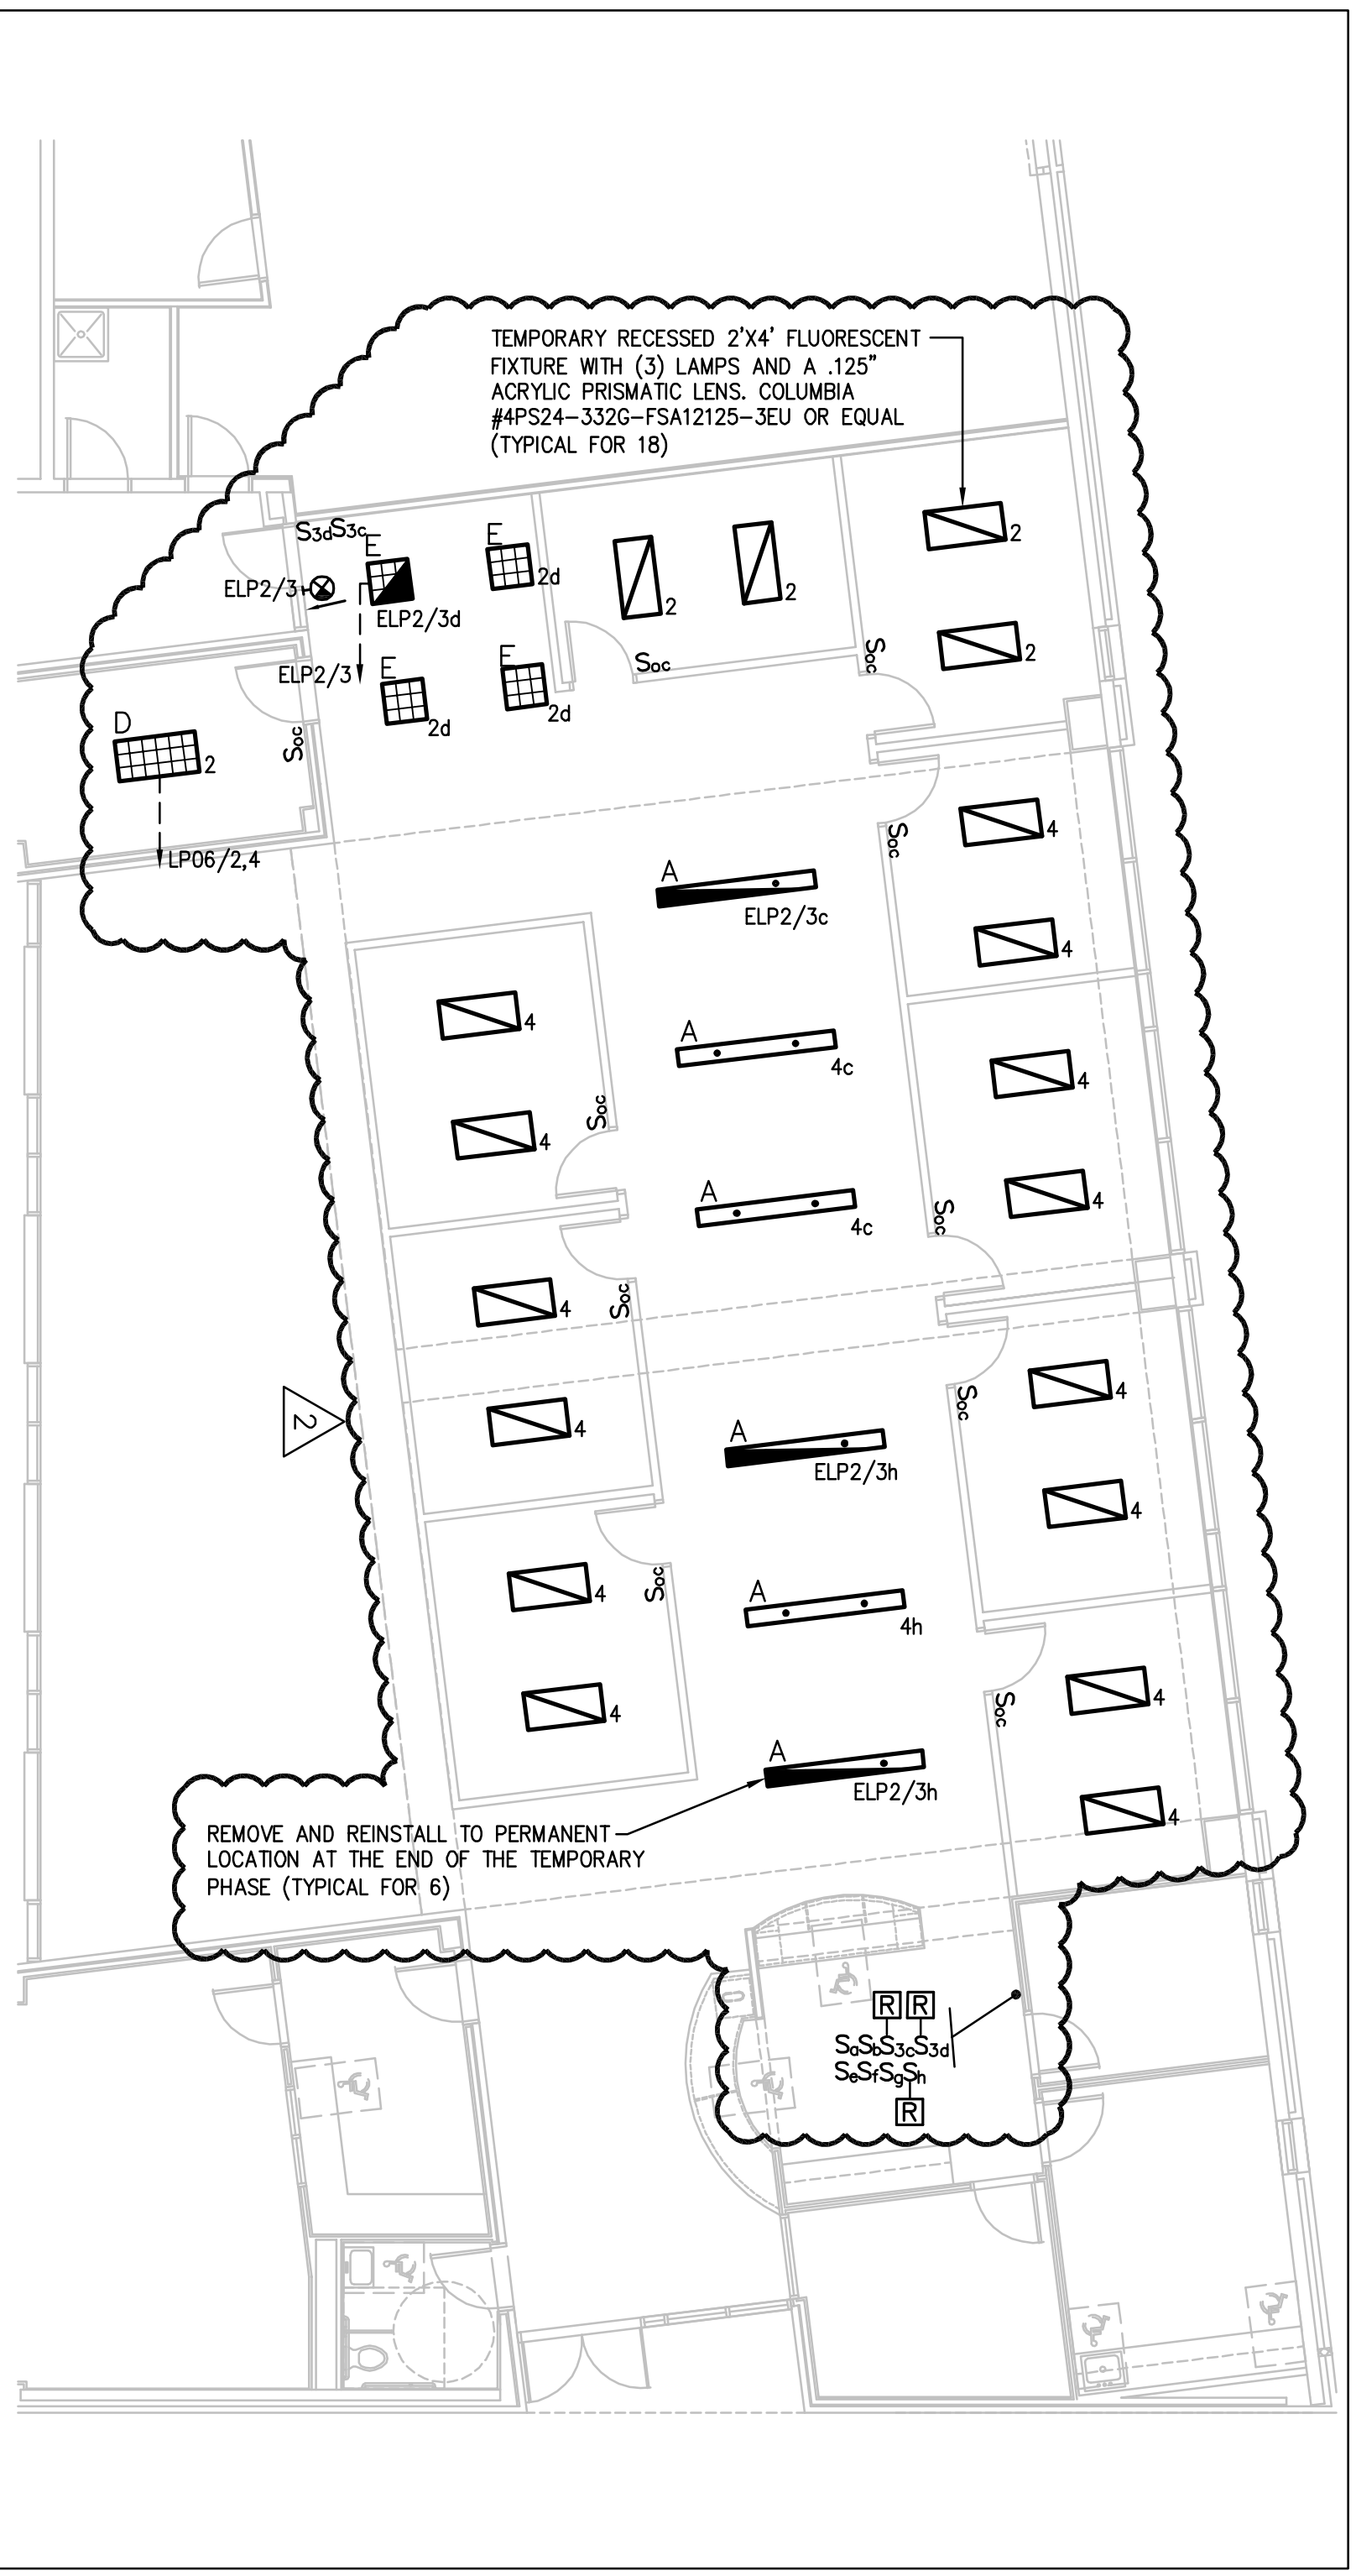 TEMPORARY RECESSED 2'X4' FLUORESCENT
FIXTURE WITH (3) LAMPS AND A .125"
ACRYLIC PRISMATIC LENS. COLUMBIA
#4PS24-332G-FSA12125-3EU OR EQUAL
(TYPICAL FOR 18)
S3dS3c
E
E
2
2d
ELP2/3
ELP2/3d
2
2
E
E
Soc
Soc
2
ELP2/3
2d
2d
D
Soc
2
LP06/2,4
4
Soc
A
ELP2/3c
4
4
A
4c
4
Soc
4
A
4c
4
Soc
4
Soc
4
Soc
4
2
A
ELP2/3h
4
4
Soc
A
4h
4
Soc
4
A
ELP2/3h
4
REMOVE AND REINSTALL TO PERMANENT
LOCATION AT THE END OF THE TEMPORARY
PHASE (TYPICAL FOR 6)
R R
SaSbS3cS3d
SeSfSgSh
R